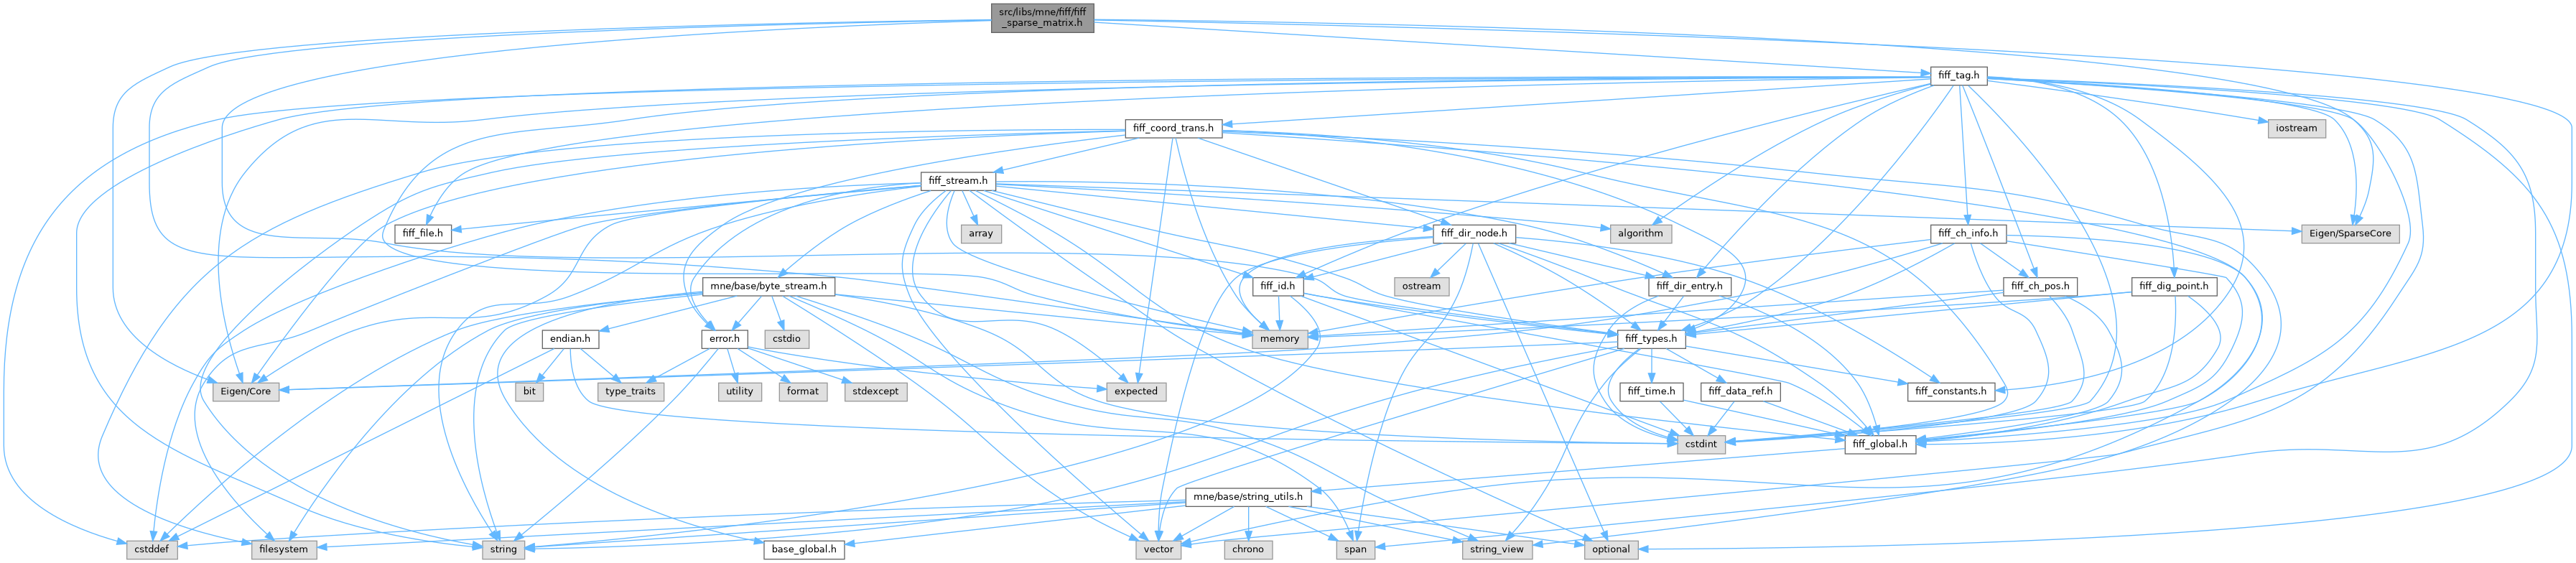 src/libs/mne/fiff/fiff
_sparse_matrix.h
fiff_tag.h
fiff_coord_trans.h
iostream
fiff_stream.h
fiff_file.h
array
fiff_dir_node.h
algorithm
fiff_ch_info.h
Eigen/SparseCore
mne/base/byte_stream.h
ostream
fiff_id.h
fiff_dir_entry.h
fiff_ch_pos.h
fiff_dig_point.h
endian.h
error.h
cstdio
memory
fiff_types.h
Eigen/Core
bit
type_traits
utility
format
stdexcept
expected
fiff_time.h
fiff_data_ref.h
fiff_constants.h
cstdint
fiff_global.h
mne/base/string_utils.h
cstddef
filesystem
string
base_global.h
vector
chrono
span
string_view
optional